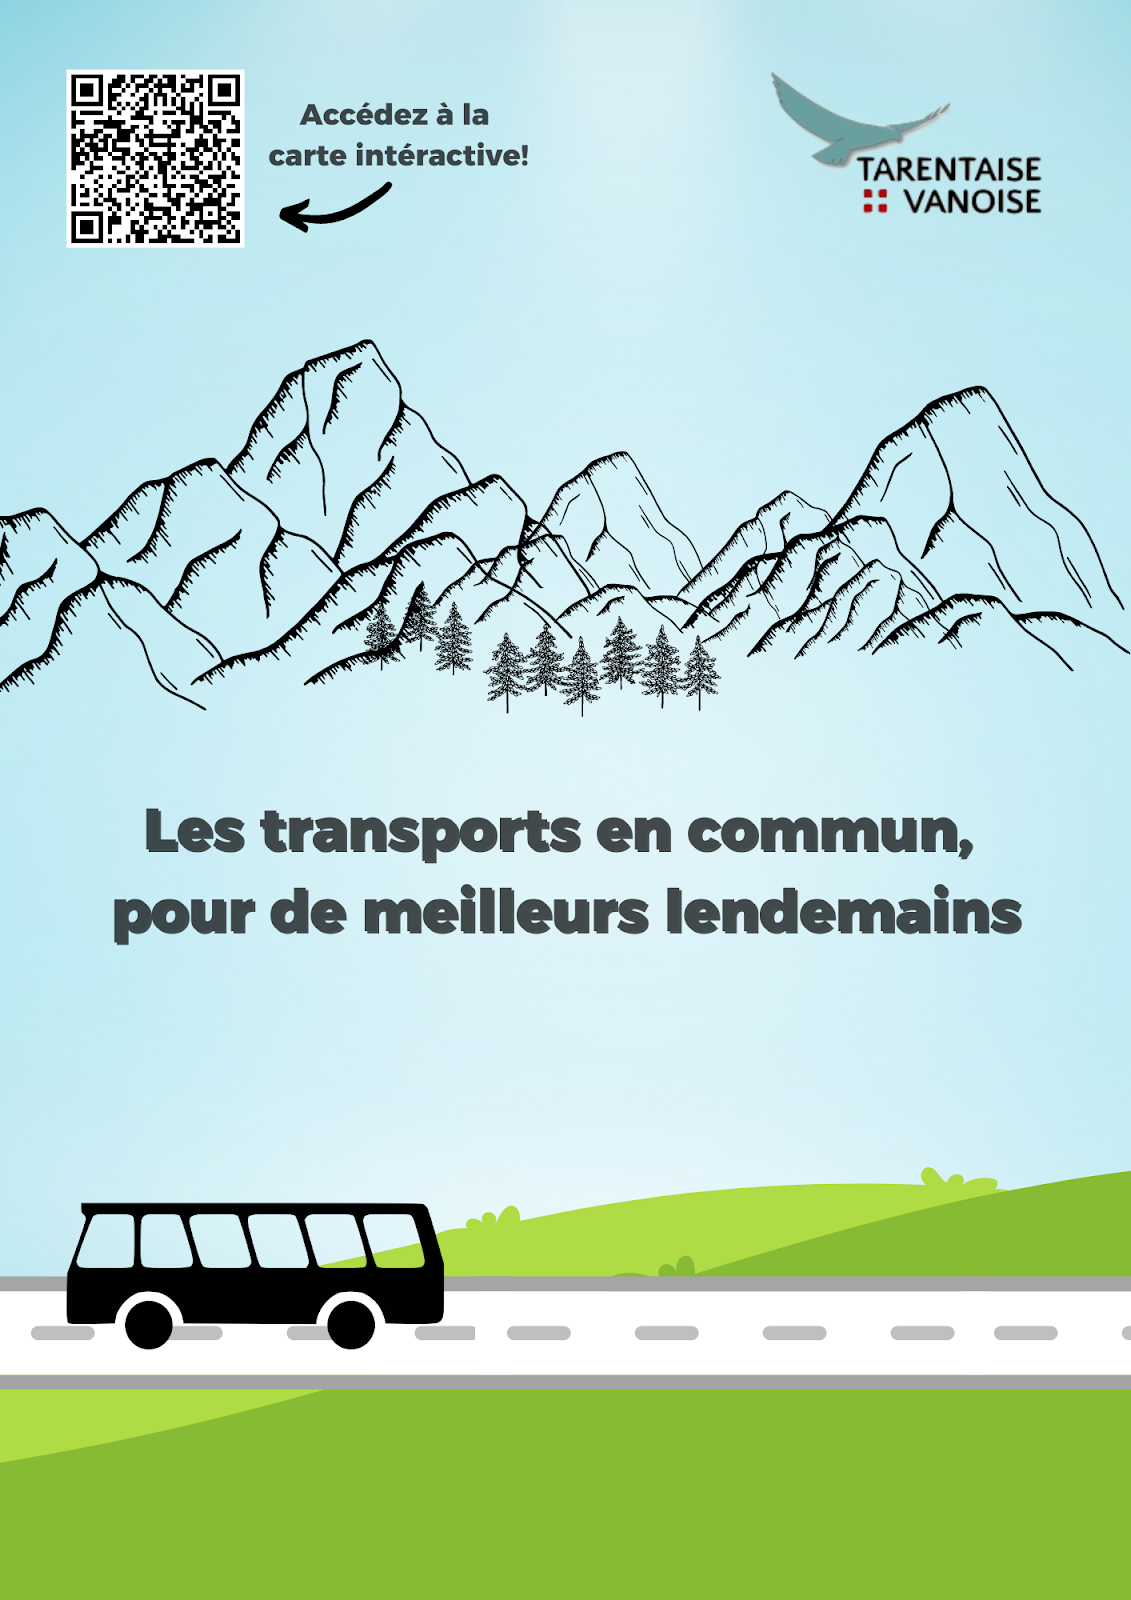 Accédez à la
carte intéractive!
TARENTAISE
VANOISE
Les transports en commun,
pour de meilleurs lendemains